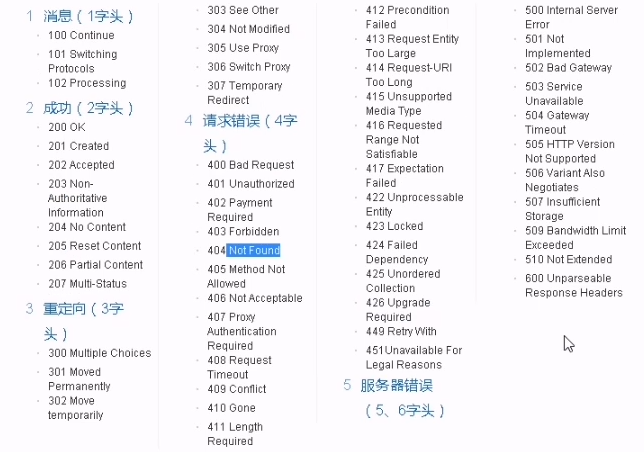 1 消息（1字头）
100 Continue
101 Switching
Protocols
102 Processing
2 成功（2字头）
200 OK
201 Created
202 Accepted
203 Non-
Authoritative
Information
204 No Content
205 Reset Content
206 Partial Content
207 Multi-Status
3 重定向（3字
头）
300 Multiple Choices
301 Moved
Permanently
302 Move
temporarily
303 See Other
304 Not Modified
305 Use Proxy
306 Switch Proxy
307 Temporary
Redirect
4 请求错误（4字
头）
400 Bad Request
401 Unauthorized
402 Payment
Required
403 Forbidden
404 Not Found
405 Method Not
Allowed
406 Not Acceptable
407 Proxy
Authentication
Required
408 Request
Timeout
409 Conflict
410 Gone
411 Length
Required
412 Precondition
Failed
413 Request Entity
Too Large
414 Request-URI
Too Long
415 Unsupported
Media Type
416 Requested
Range Not
Satisfiable
417 Expectation
Failed
422 Unprocessable
Entity
423 Locked
424 Failed
Dependency
425 Unordered
Collection
426 Upgrade
Required
449 Retry With
451Unavailable For
Legal Reasons
5 服务器错误
（5、6字头）
500 Internal Server
Error
501 Not
Implemented
502 Bad Gateway
503 Service
Unavailable
504 Gateway
Timeout
505 HTTP Version
Not Supported
506 Variant Also
Negotiates
507 Insufficient
Storage
509 Bandwidth Limit
Exceeded
510 Not Extended
600 Unparseable
Response Headers